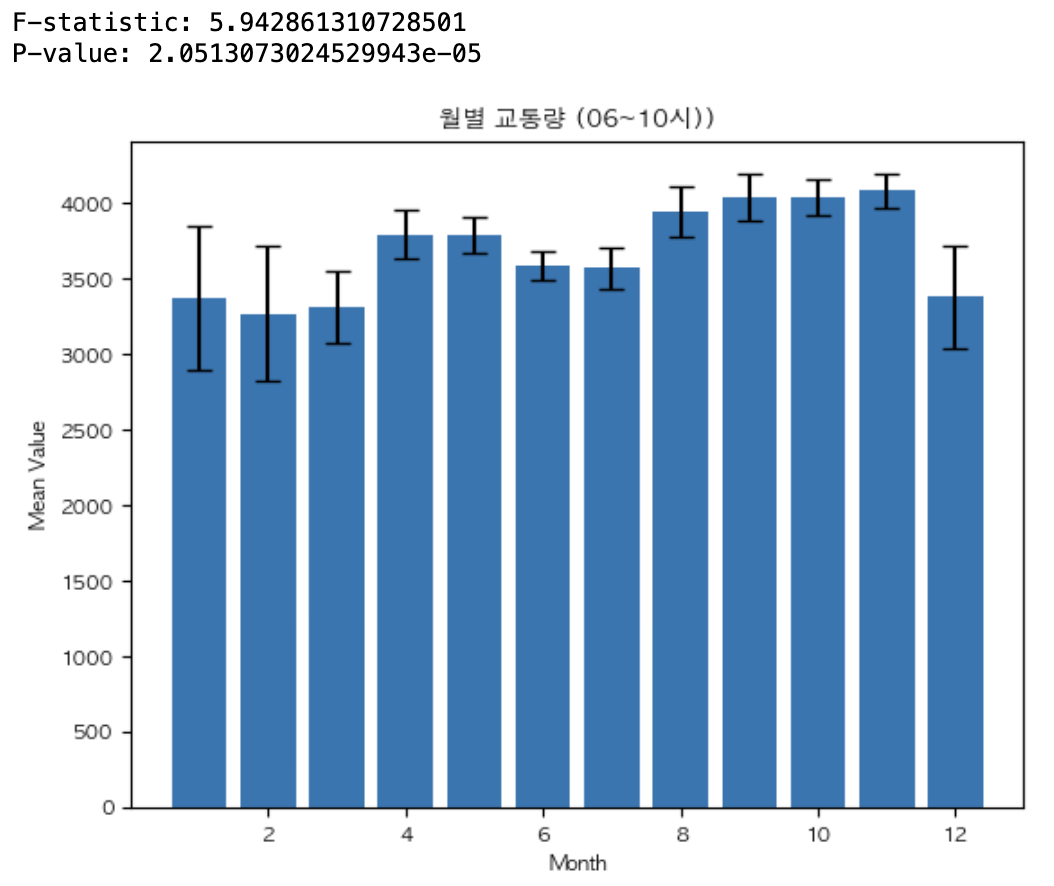 F-statistic: 5.942861310728501
P-value: 2.0513073024529943e-05
월별 교통량 (06~10시))
4000
3500
3000
2500
2000
1500
1000
500
0
Mean Value
2 4 6 8 10 12
Month